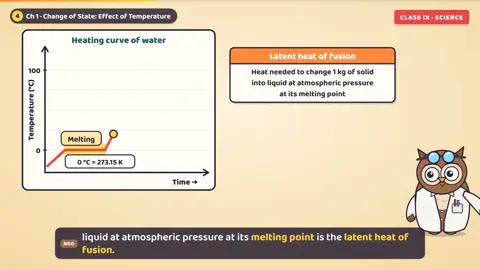 4 Ch 1 - Change of State: Effect of Temperature
CLASS IX - SCIENCE
Heating curve of water
Temperature (°C)
100
0
Melting
0 °C = 273.15 K
Time →
Latent heat of fusion
Heat needed to change 1 kg of solid
into liquid at atmospheric pressure
at its melting point
NEO
liquid at atmospheric pressure at its melting point is the latent heat of
fusion.